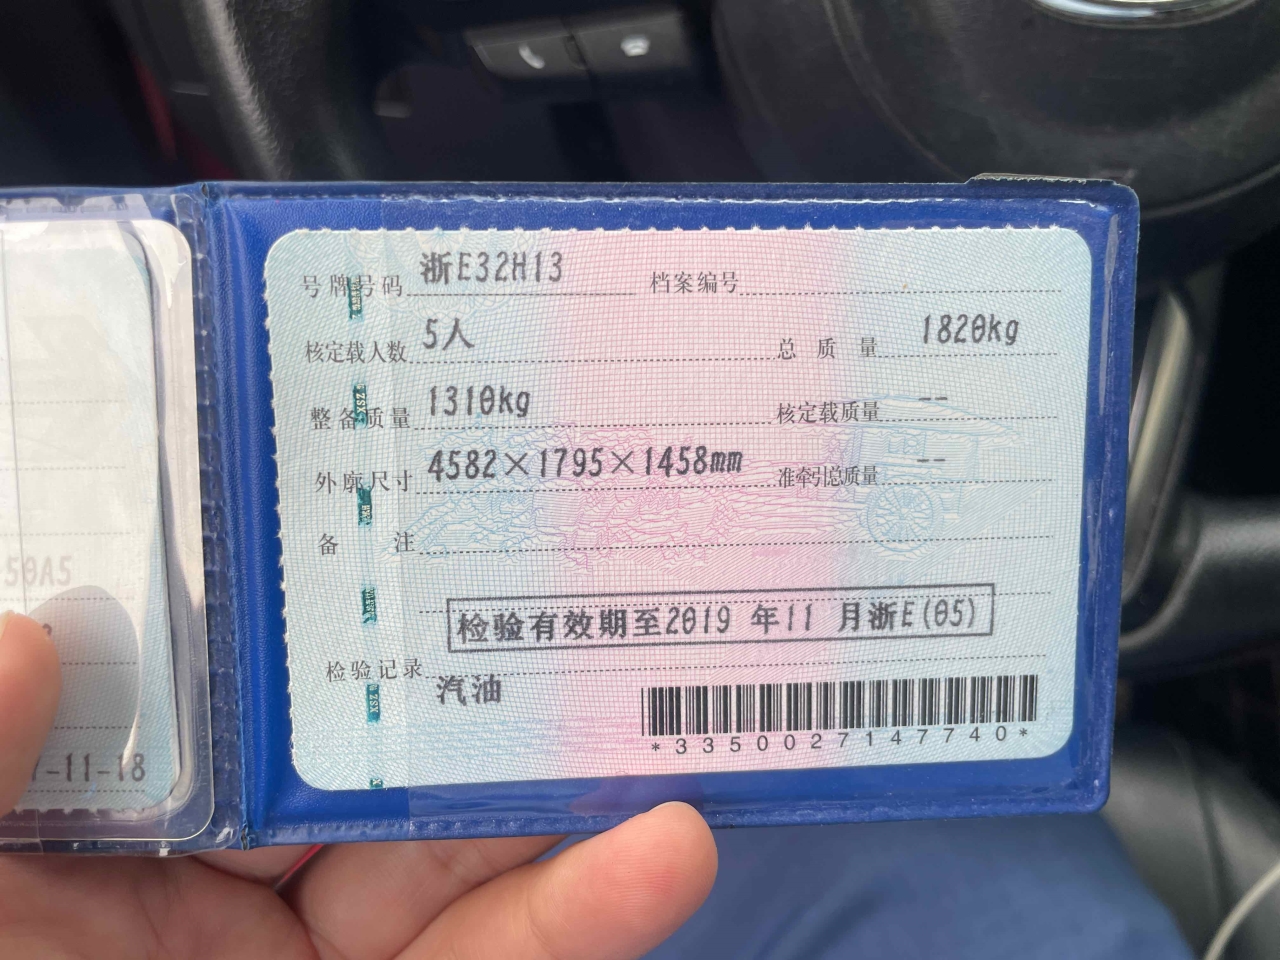 号牌号码 浙E32H13 档案编号
核定载人数 5人 总质量 1820kg
整备质量 1310kg 核定载质量 --
外廓尺寸 4582×1795×1458mm 准牵引总质量 --
备注
检验有效期至2019 年11 月浙E(05)
检验记录
汽油
*3350027147740*
50A5
-11-18